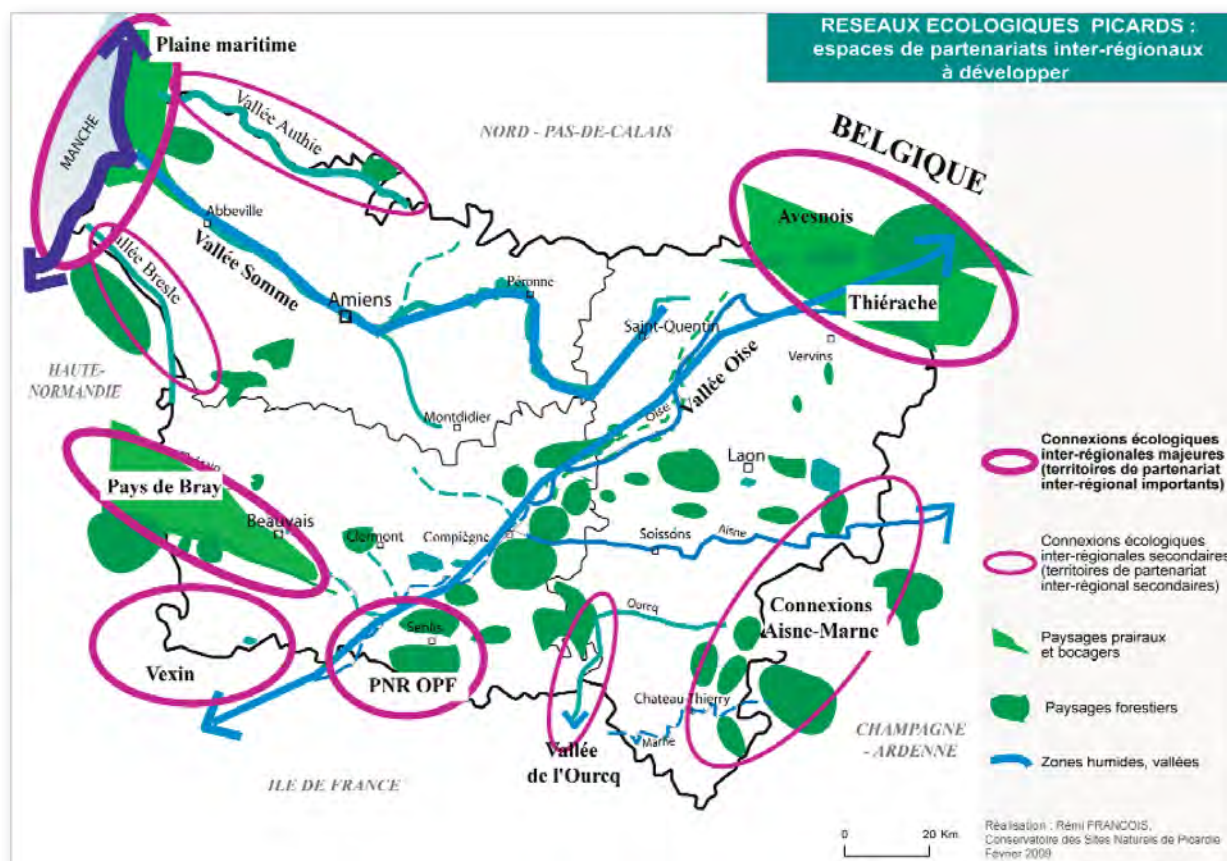 RESEAUX ECOLOGIQUES PICARDS :
espaces de partenariats inter-régionaux
à développer
Plaine maritime
MANCHE
Vallée Authie
NORD - PAS-DE-CALAIS
BELGIQUE
Avesnois
Abbeville
Vallée Somme
Vallée Bresle
Péronne
Amiens
Saint-Quentin
Thiérache
Vervins
HAUTE-
NORMANDIE
Vallée Oise
Oise
Montdidier
Laon
Pays de Bray
Beauvais
Clermont
Compiègne
Soissons
Aisne
Ourcq
Connexions
Aisne-Marne
Senlis
Vexin
PNR OPF
Chateau-Thierry
Marne
Vallée
de l'Ourcq
CHAMPAGNE
- ARDENNE
ILE DE FRANCE
Connexions écologiques
inter-régionales majeures
(territoires de partenariat
inter-régional importants)
Connexions écologiques
inter-régionales secondaires
(territoires de partenariat
inter-régional secondaires)
Paysages prairaux
et bocagers
Paysages forestiers
Zones humides, vallées
0 20 Km
Réalisation : Rémi FRANCOIS,
Conservatoire des Sites Naturels de Picardie
Février 2009